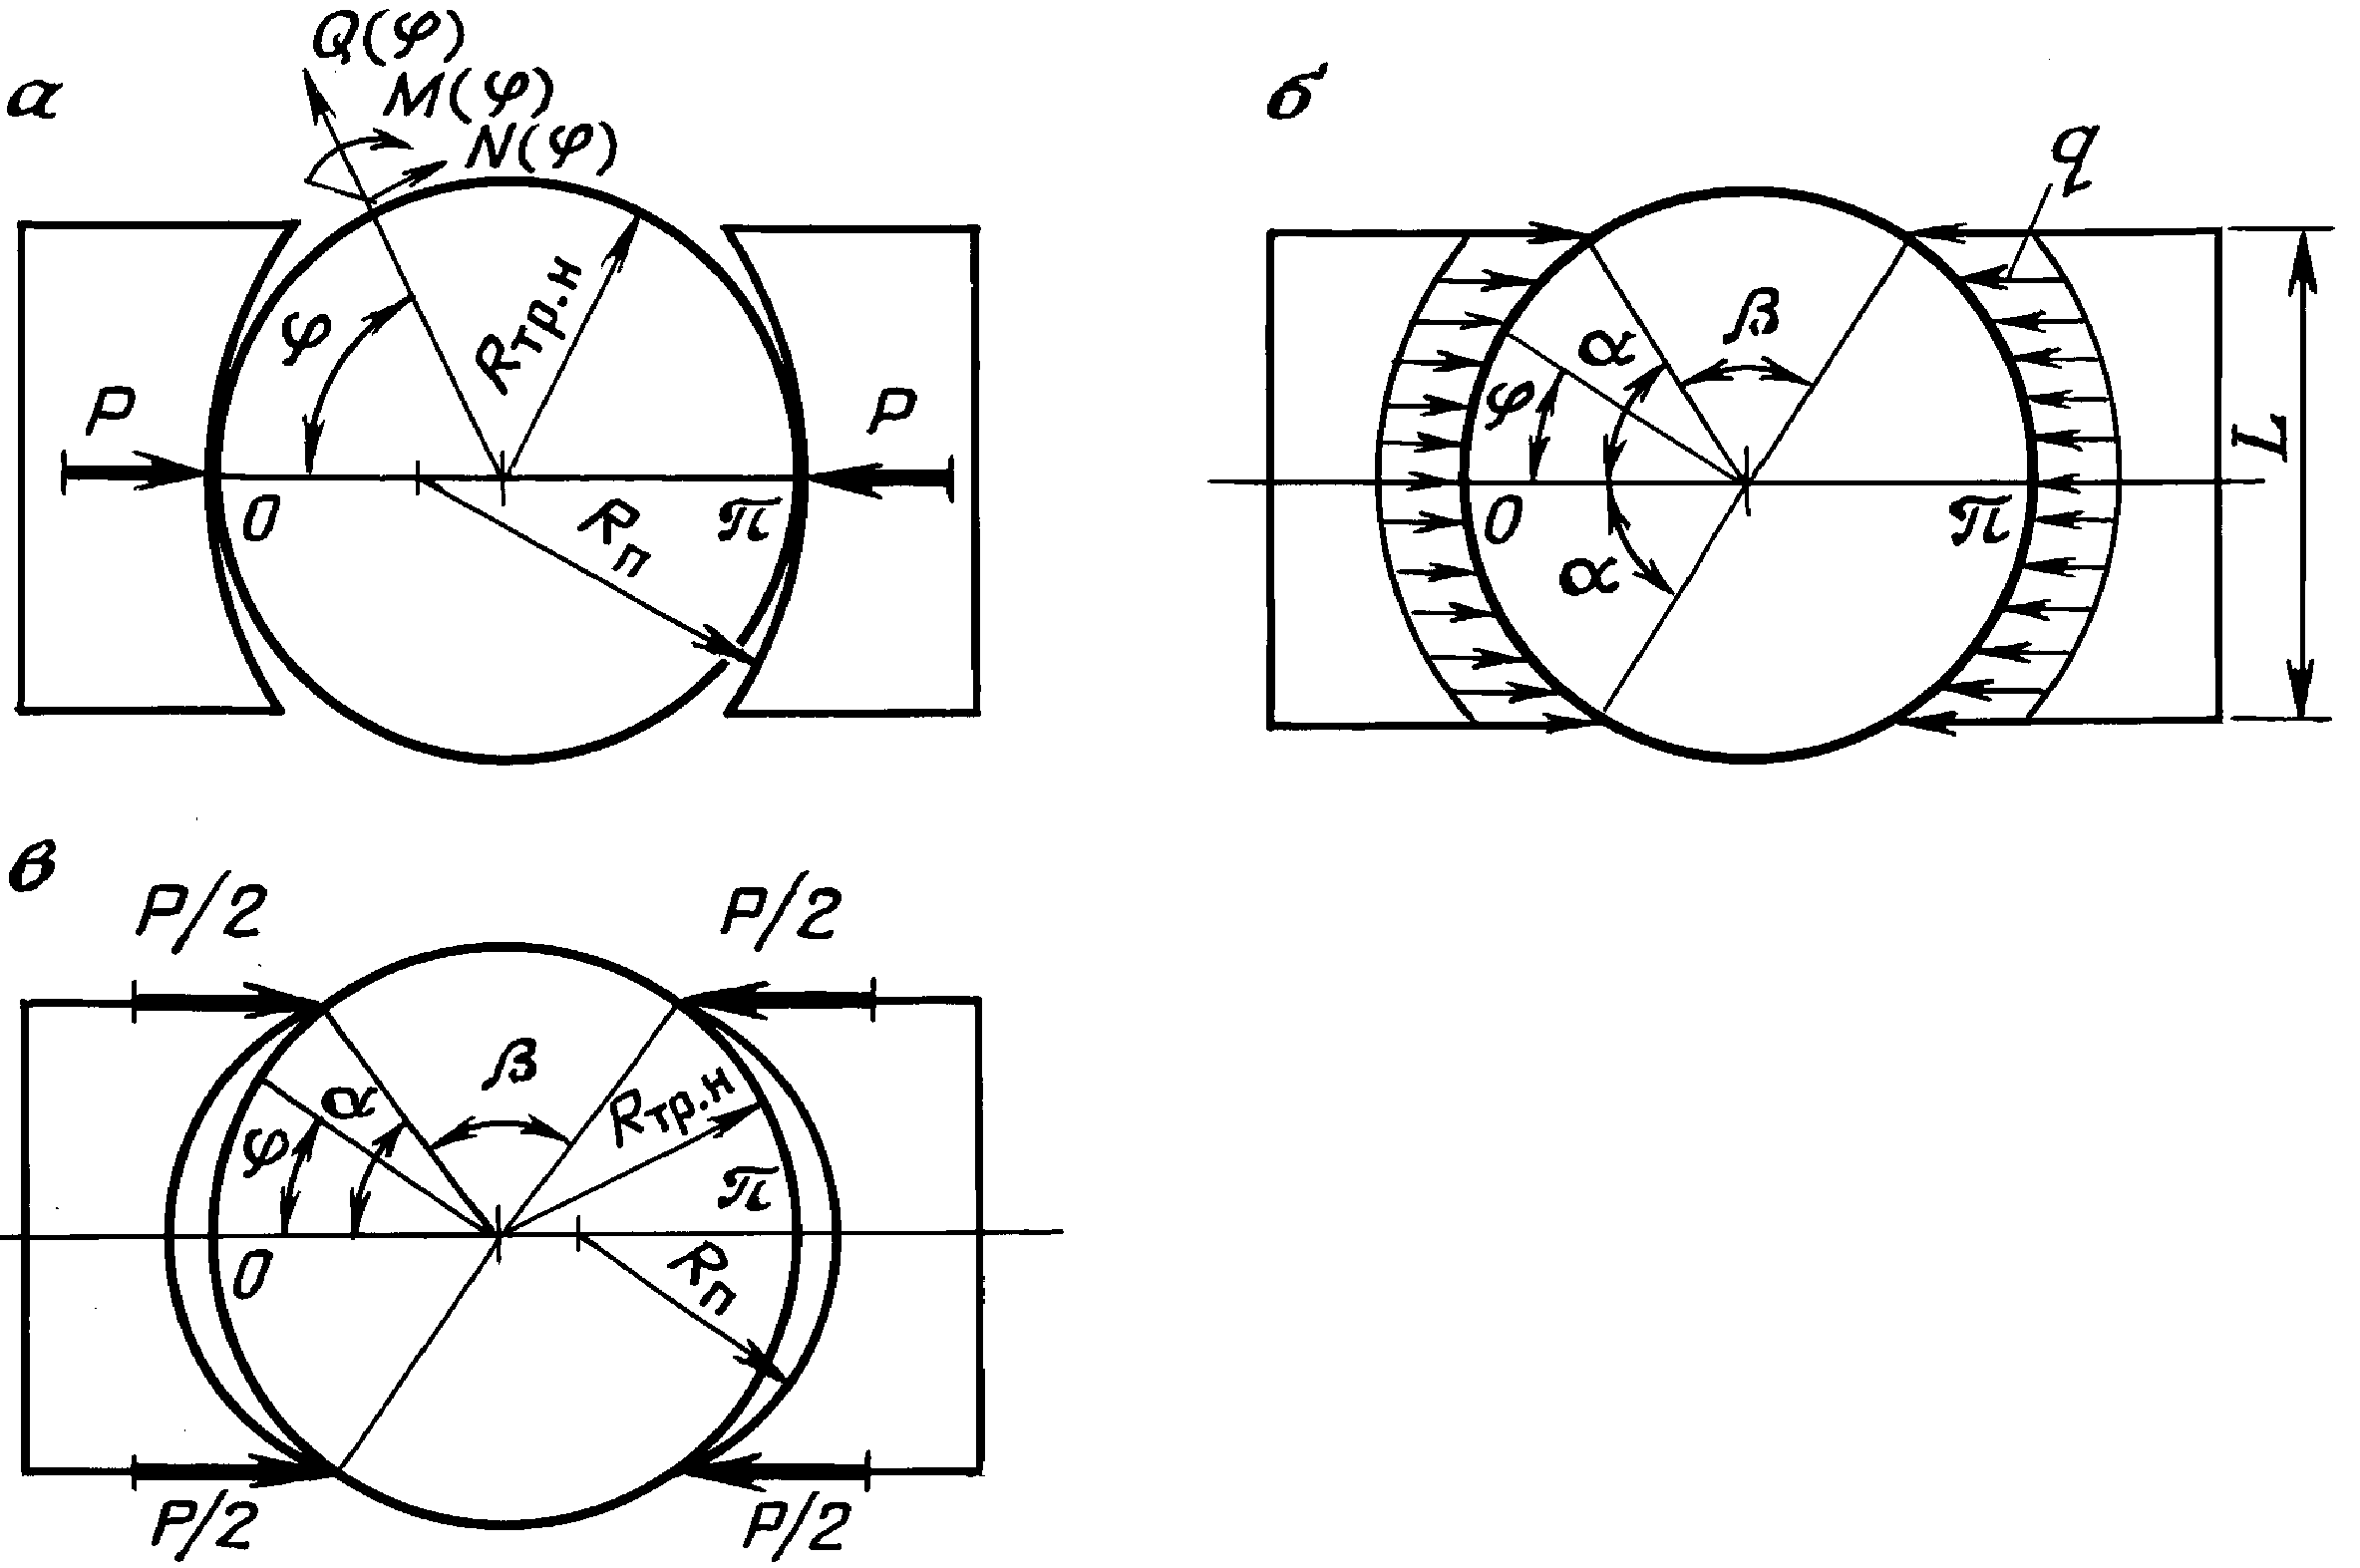 а
Q(φ)
M(φ)
N(φ)
φ
Rтр.н
P
P
0
π
Rп
б
q
β
α
φ
L
0
π
α
в
P/2
P/2
β
α
Rтр.н
φ
π
0
Rп
P/2
P/2